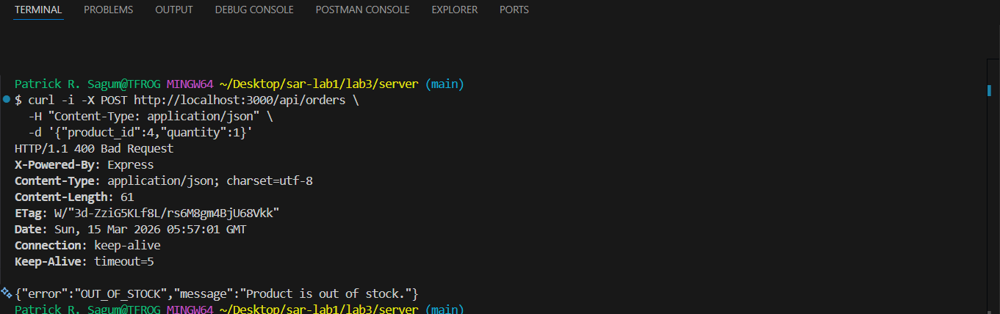 TERMINAL PROBLEMS OUTPUT DEBUG CONSOLE POSTMAN CONSOLE EXPLORER PORTS
Patrick R. Sagum@TFROG MINGW64 ~/Desktop/sar-lab1/lab3/server (main)
$ curl -i -X POST http://localhost:3000/api/orders \
-H "Content-Type: application/json" \
-d '{"product_id":4,"quantity":1}'
HTTP/1.1 400 Bad Request
X-Powered-By: Express
Content-Type: application/json; charset=utf-8
Content-Length: 61
ETag: W/"3d-ZziG5KLf8L/rs6M8gm4BjU68Vkk"
Date: Sun, 15 Mar 2026 05:57:01 GMT
Connection: keep-alive
Keep-Alive: timeout=5
{"error":"OUT_OF_STOCK","message":"Product is out of stock."}
Patrick R. Sagum@TFROG MINGW64 ~/Desktop/sar-lab1/lab3/server (main)